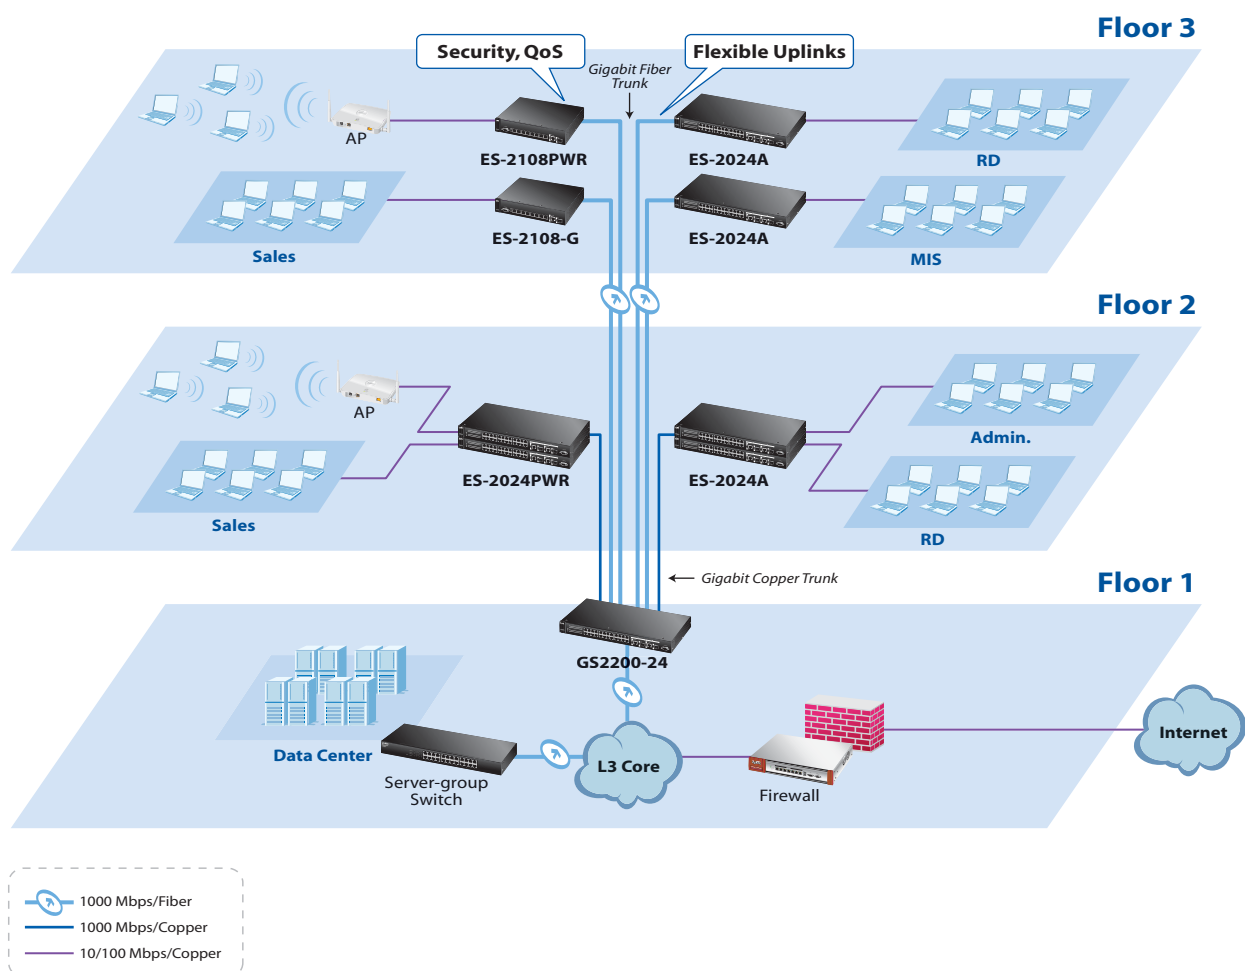 Floor 3
Security, QoS
Flexible Uplinks
Gigabit Fiber
Trunk
AP
ES-2108PWR
ES-2024A
RD
Sales
ES-2108-G
ES-2024A
MIS
Floor 2
AP
Admin.
Sales
ES-2024PWR
ES-2024A
RD
Gigabit Copper Trunk
Floor 1
GS2200-24
Data Center
Server-group
Switch
L3 Core
Firewall
Internet
1000 Mbps/Fiber
1000 Mbps/Copper
10/100 Mbps/Copper